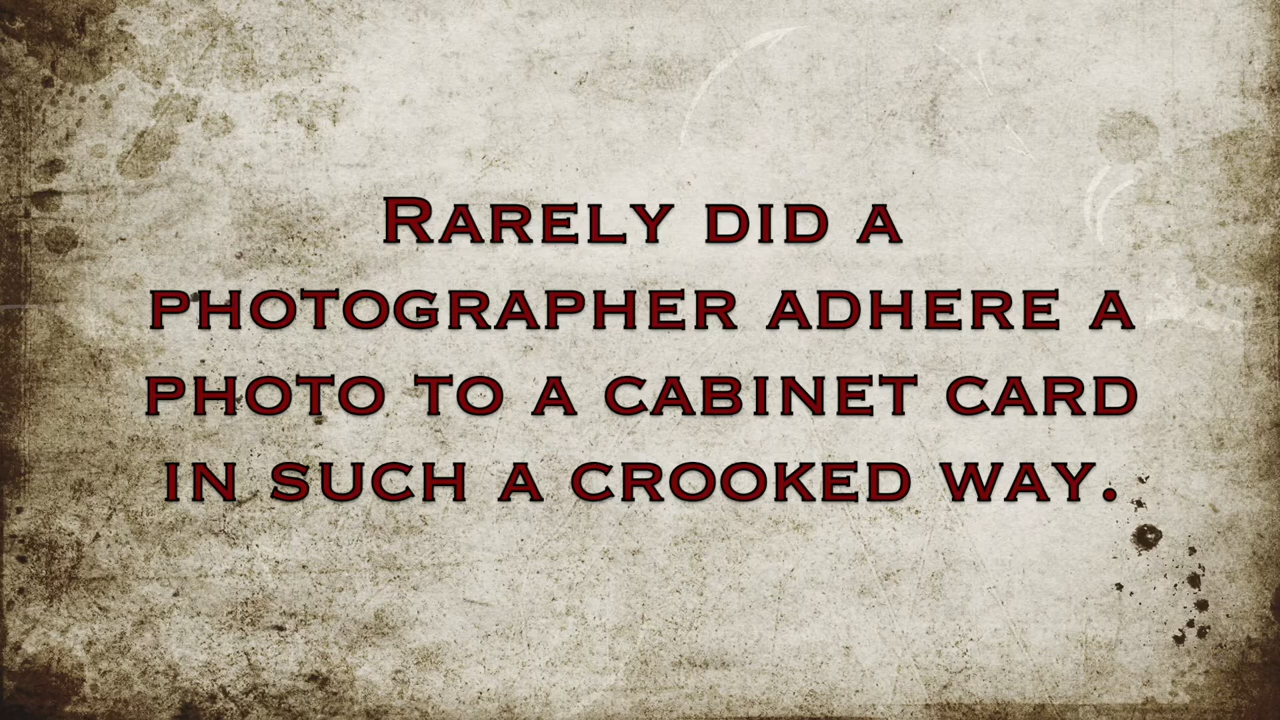 Rarely did a
photographer adhere a
photo to a cabinet card
in such a crooked way.